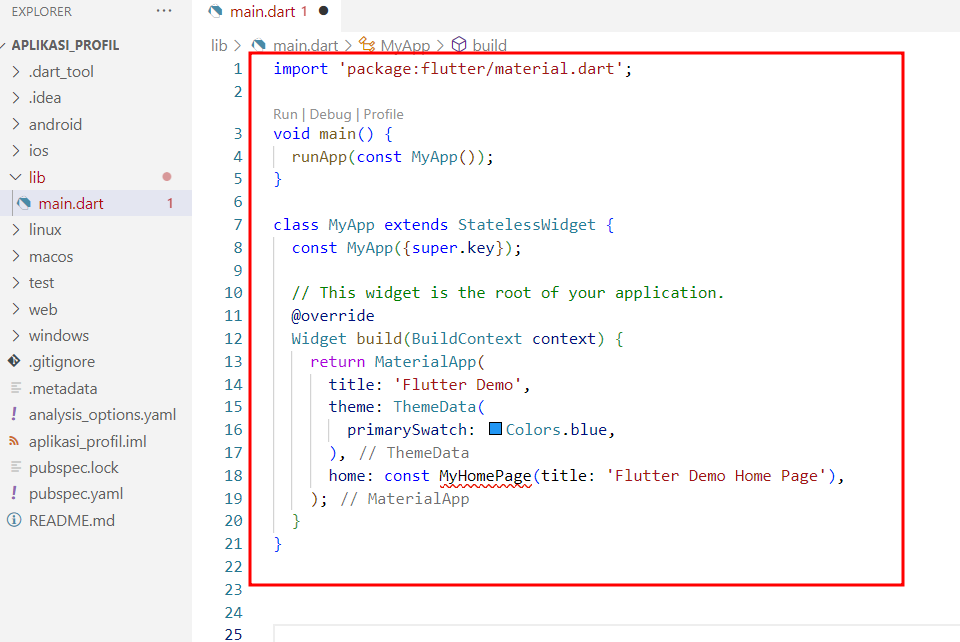 EXPLORER ...
APLIKASI_PROFIL
.dart_tool
.idea
android
ios
lib
main.dart 1
linux
macos
test
web
windows
.gitignore
.metadata
analysis_options.yaml
aplikasi_profil.iml
pubspec.lock
pubspec.yaml
README.md
main.dart 1
lib > main.dart > MyApp > build
1 import 'package:flutter/material.dart';
2
Run | Debug | Profile
3 void main() {
4 runApp(const MyApp());
5 }
6
7 class MyApp extends StatelessWidget {
8 const MyApp({super.key});
9
10 // This widget is the root of your application.
11 @override
12 Widget build(BuildContext context) {
13 return MaterialApp(
14 title: 'Flutter Demo',
15 theme: ThemeData(
16 primarySwatch: Colors.blue,
17 ), // ThemeData
18 home: const MyHomePage(title: 'Flutter Demo Home Page'),
19 ); // MaterialApp
20 }
21 }
22
23
24
25